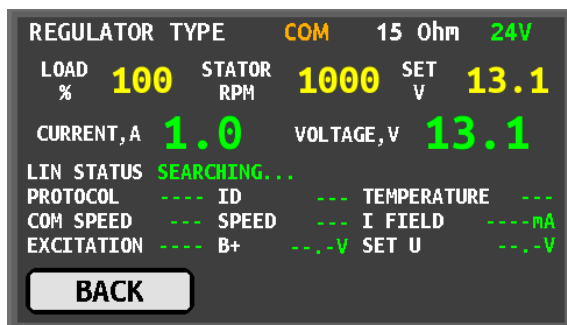 REGULATOR TYPE COM 15 Ohm 24V
LOAD % 100 STATOR RPM 1000 SET V 13.1
CURRENT,A 1.0 VOLTAGE,V 13.1
LIN STATUS SEARCHING...
PROTOCOL ---- ID --- TEMPERATURE ---
COM SPEED --- SPEED --- I FIELD ----mA
EXCITATION ---- B+ --.-V SET U --.-V
BACK